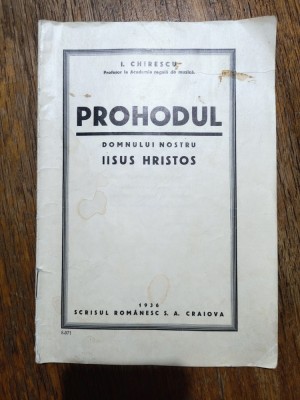 I. CHIRESCU
Profesor la Academia regală de muzică.
PROHODUL
DOMNULUI NOSTRU
IISUS HRISTOS
1936
SCRISUL ROMÂNESC S. A. CRAIOVA